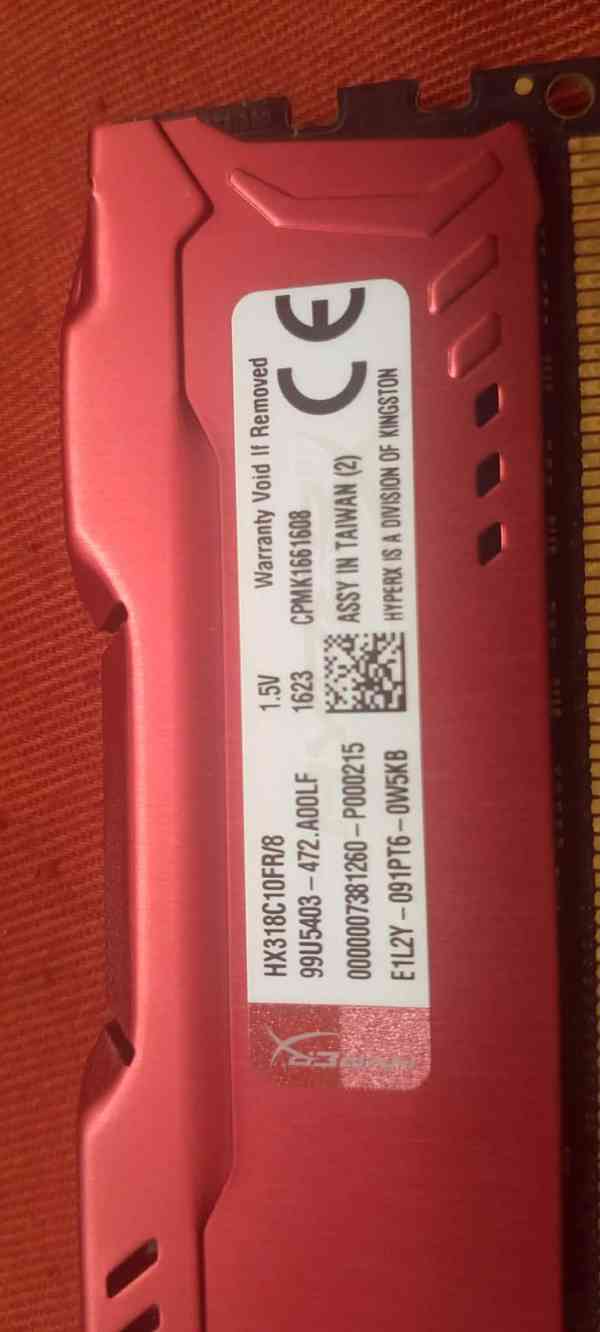 HX318C10FR/8 1.5V Warranty Void If Removed
99U5403-472.A00LF 1623 CPMK1661608
0000007381260-P000215 ASSY IN TAIWAN (2)
E1L2Y-091PT6-0W5KB HYPERX IS A DIVISION OF KINGSTON
CE